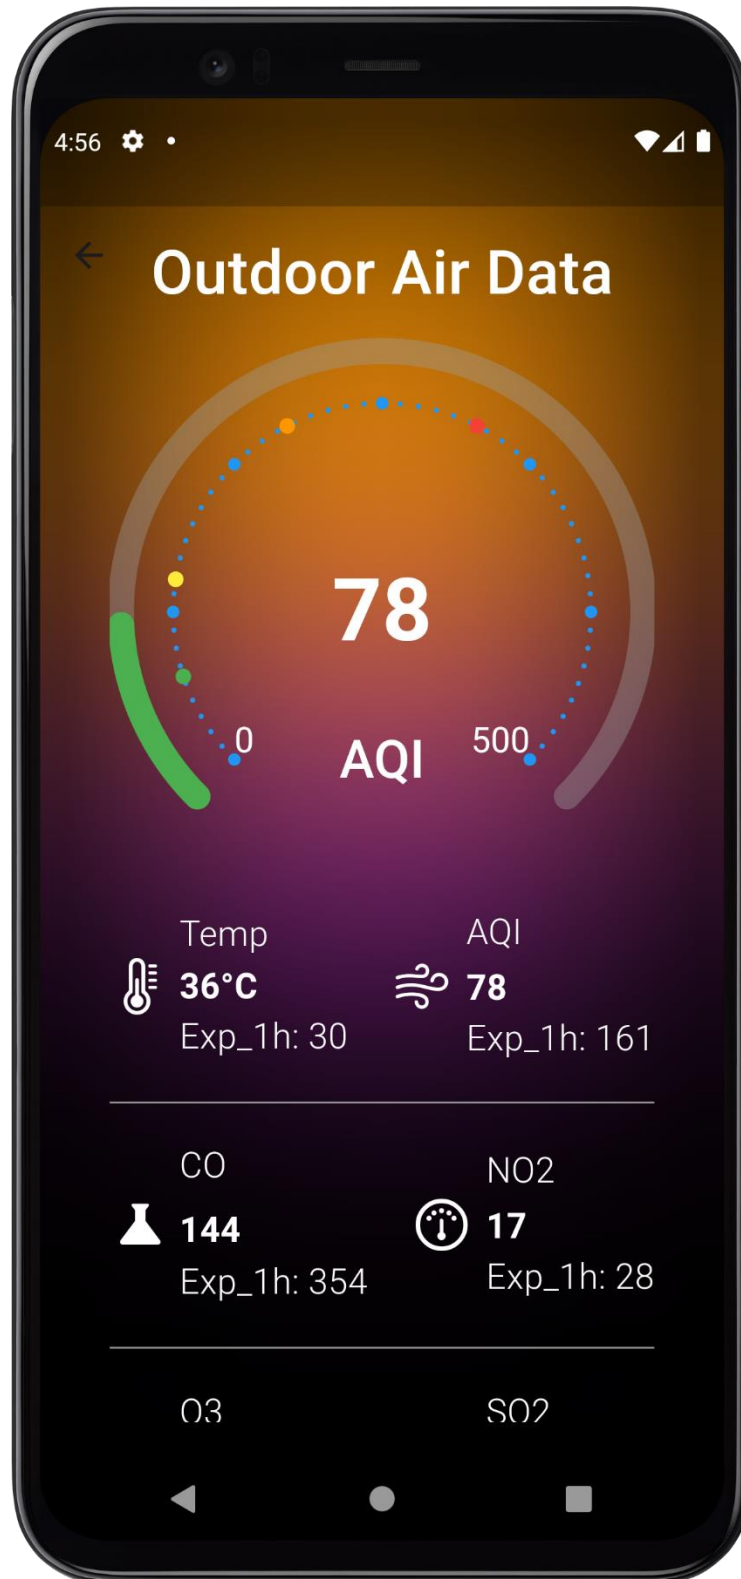 4:56
Outdoor Air Data
78
0
AQI
500
Temp
36°C
Exp_1h: 30
AQI
78
Exp_1h: 161
CO
144
Exp_1h: 354
NO2
17
Exp_1h: 28
O3
SO2